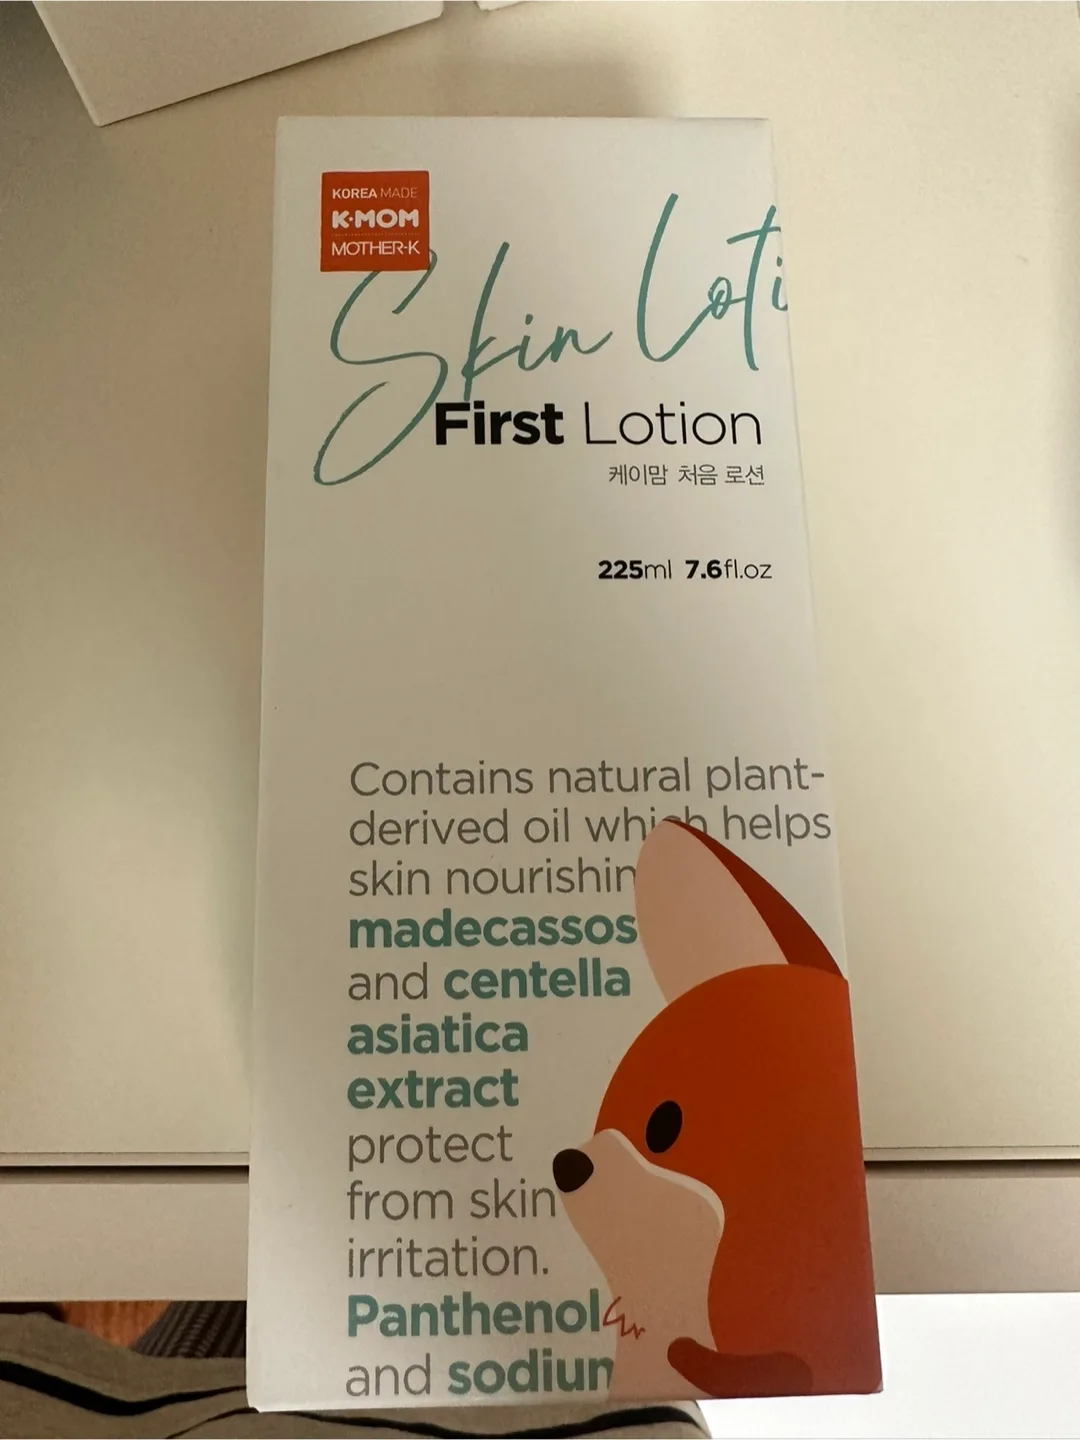 KOREA MADE
K·MOM
MOTHER-K
Skin Loti
First Lotion
케이맘 처음 로션
225ml 7.6fl.oz
Contains natural plant-
derived oil which helps
skin nourishin
madecassos
and centella
asiatica
extract
protect
from skin
irritation.
Panthenol
and sodium